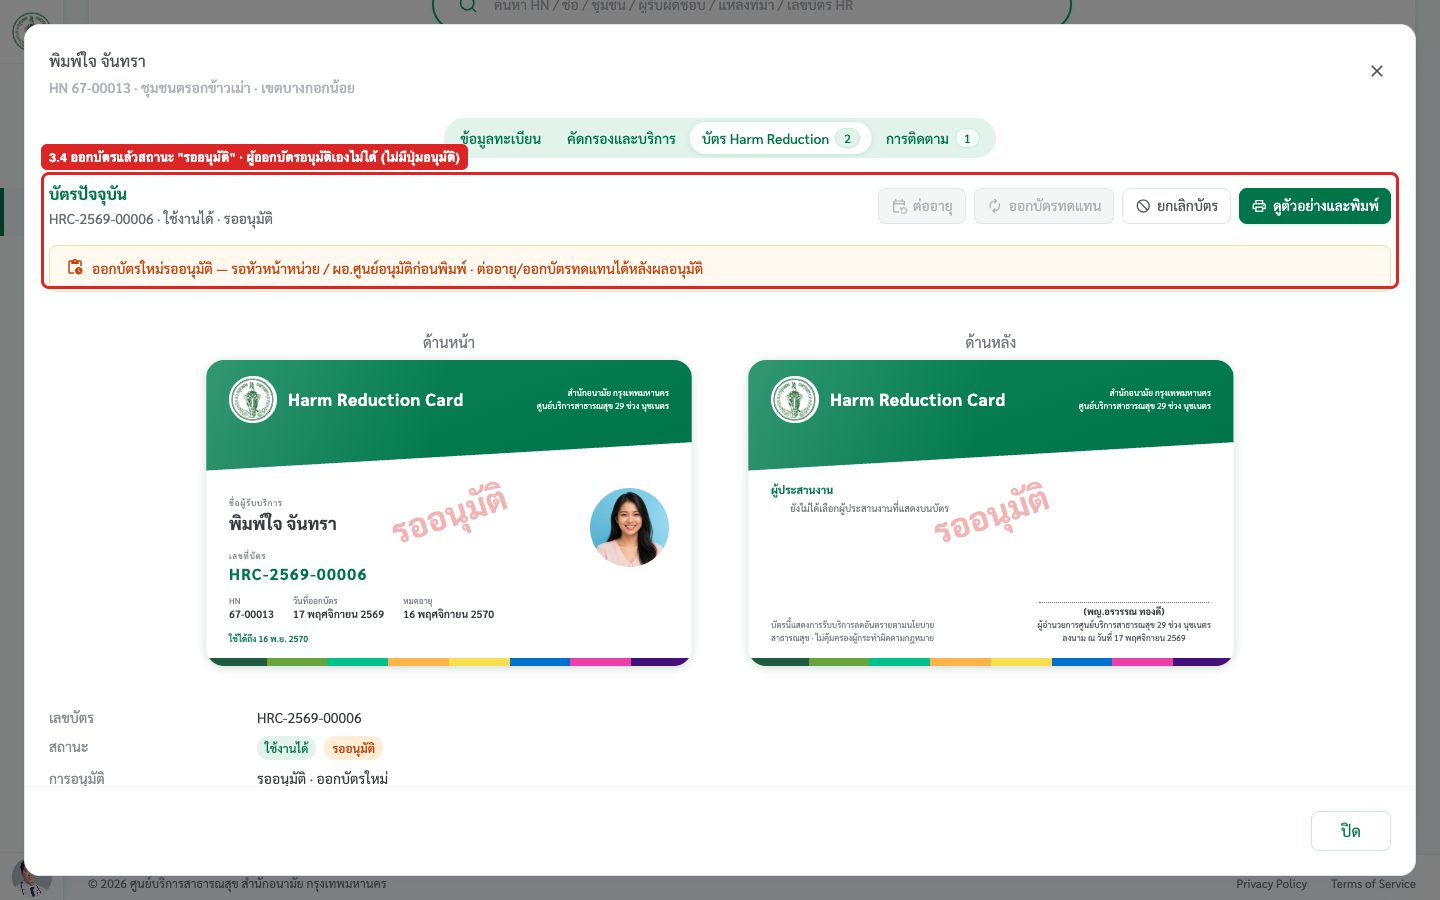 ค้นหา HN / ชื่อ / ชุมชน / ผู้รับผิดชอบ / แหล่งที่มา / เลขบัตร HR
พิมพ์ใจ จันทรา
HN 67-00013 · ชุมชนตรอกข้าวเม่า · เขตบางกอกน้อย
ข้อมูลทะเบียน คัดกรองและบริการ บัตร Harm Reduction 2 การติดตาม 1
3.4 ออกบัตรแล้วสถานะ "รออนุมัติ" · ผู้ออกบัตรอนุมัติเองไม่ได้ (ไม่มีปุ่มอนุมัติ)
บัตรปัจจุบัน
HRC-2569-00006 · ใช้งานได้ · รออนุมัติ
ต่ออายุ ออกบัตรทดแทน ยกเลิกบัตร ดูตัวอย่างและพิมพ์
ออกบัตรใหม่รออนุมัติ — รอหัวหน้าหน่วย / ผอ.ศูนย์อนุมัติก่อนพิมพ์ · ต่ออายุ/ออกบัตรทดแทนได้หลังผลอนุมัติ
ด้านหน้า
Harm Reduction Card
สำนักอนามัย กรุงเทพมหานคร
ศูนย์บริการสาธารณสุข 29 ช่วง นุชเนตร
ชื่อผู้รับบริการ
พิมพ์ใจ จันทรา
รออนุมัติ
เลขที่บัตร
HRC-2569-00006
HN วันที่ออกบัตร หมดอายุ
67-00013 17 พฤศจิกายน 2569 16 พฤศจิกายน 2570
ใช้ได้ถึง 16 พ.ย. 2570
ด้านหลัง
Harm Reduction Card
สำนักอนามัย กรุงเทพมหานคร
ศูนย์บริการสาธารณสุข 29 ช่วง นุชเนตร
ผู้ประสานงาน
ยังไม่ได้เลือกผู้ประสานงานที่แสดงบนบัตร
รออนุมัติ
บัตรนี้แสดงการรับบริการลดอันตรายตามนโยบาย
สาธารณสุข · ไม่คุ้มครองผู้กระทำผิดตามกฎหมาย
(พญ.อรวรรณ ทองดี)
ผู้อำนวยการศูนย์บริการสาธารณสุข 29 ช่วง นุชเนตร
ลงนาม ณ วันที่ 17 พฤศจิกายน 2569
เลขบัตร HRC-2569-00006
สถานะ ใช้งานได้ รออนุมัติ
การอนุมัติ รออนุมัติ · ออกบัตรใหม่
ปิด
© 2026 ศูนย์บริการสาธารณสุข สำนักอนามัย กรุงเทพมหานคร
Privacy Policy Terms of Service